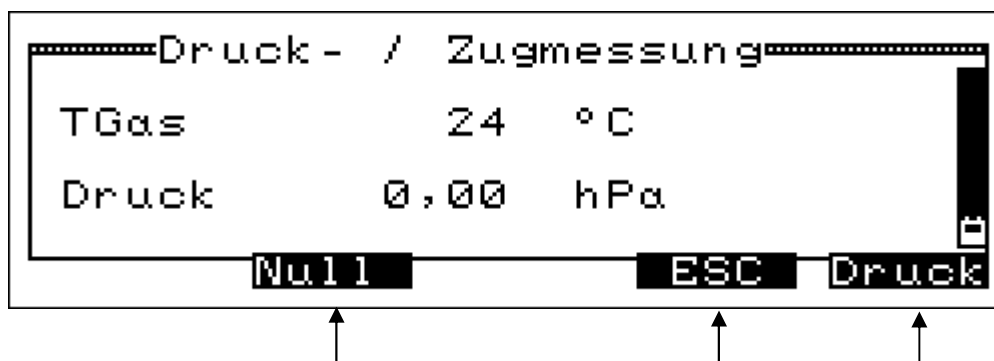 Druck- / Zugmessung
TGas 24 °C
Druck 0,00 hPa
Null ESC Druck